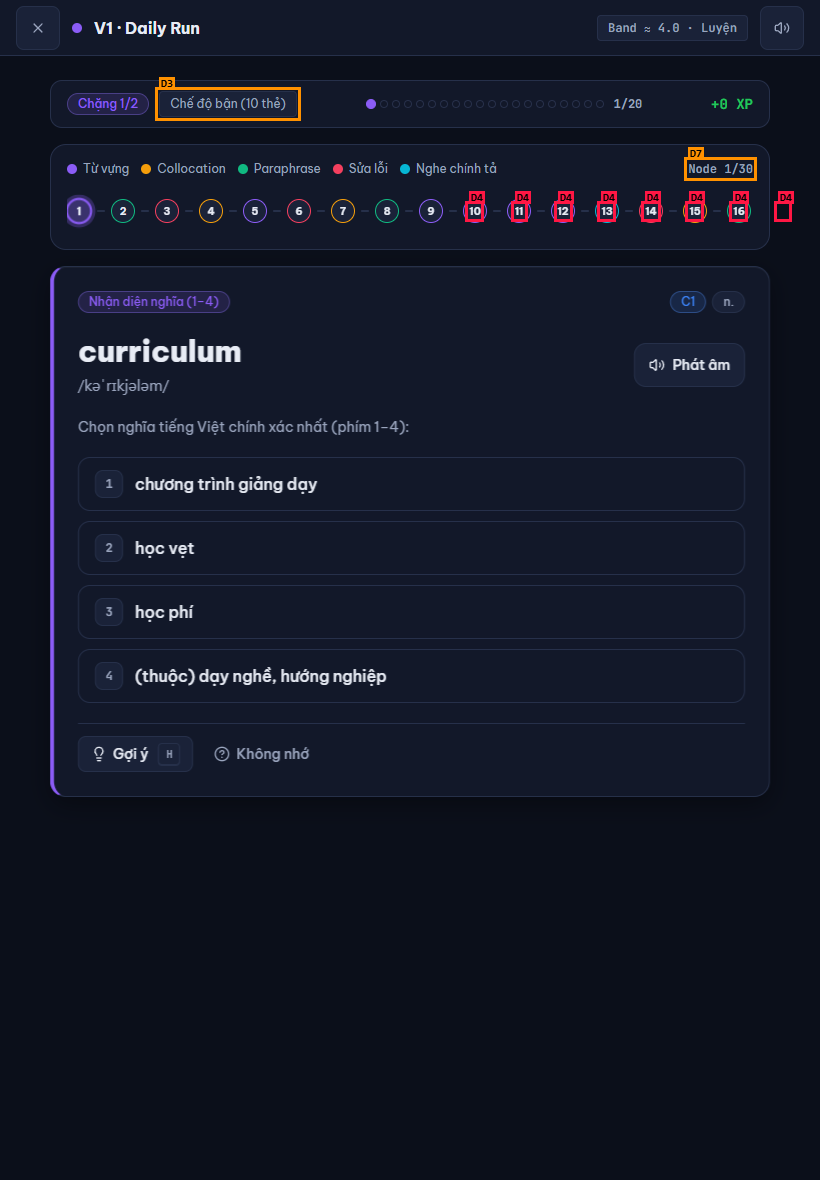 V1 · Daily Run
Band ≈ 4.0 · Luyện
D3
Chặng 1/2
Chế độ bận (10 thẻ)
1/20
+0 XP
D7
Từ vựng
Collocation
Paraphrase
Sửa lỗi
Nghe chính tả
Node 1/30
D4 D4 D4 D4 D4 D4 D4 D4
1 2 3 4 5 6 7 8 9 10 11 12 13 14 15 16
Nhận diện nghĩa (1–4)
C1
n.
curriculum
/kəˈrɪkjələm/
Phát âm
Chọn nghĩa tiếng Việt chính xác nhất (phím 1–4):
1 chương trình giảng dạy
2 học vẹt
3 học phí
4 (thuộc) dạy nghề, hướng nghiệp
Gợi ý H
Không nhớ